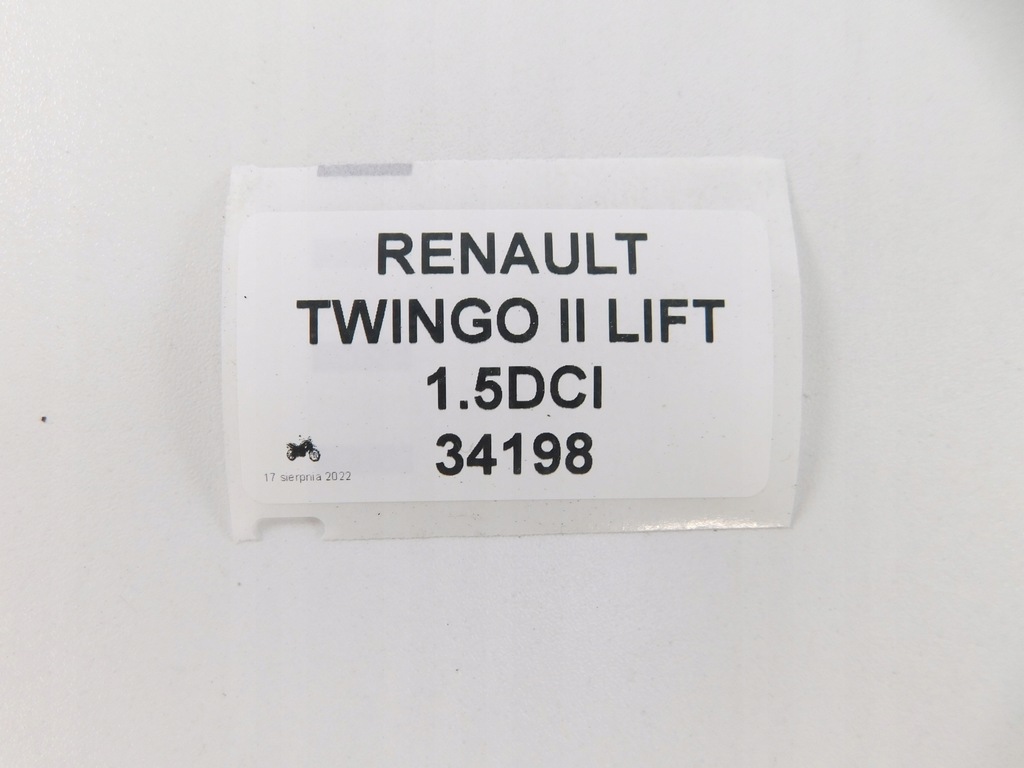 RENAULT
TWINGO II LIFT
1.5DCI
34198
17 sierpnia 2022